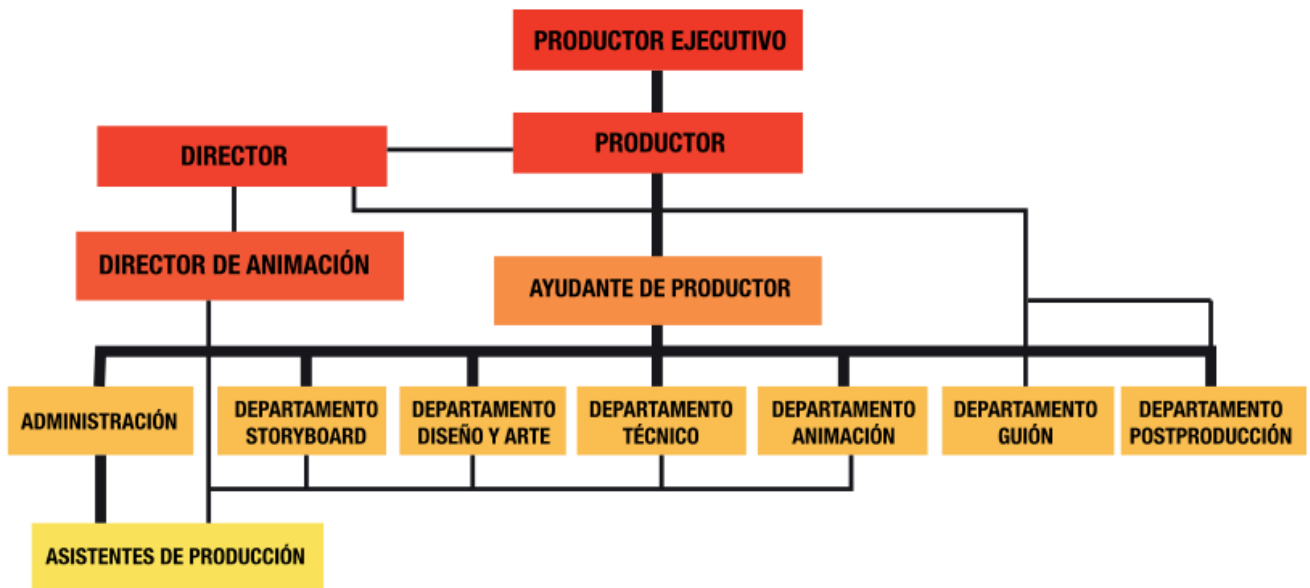 PRODUCTOR EJECUTIVO
PRODUCTOR
DIRECTOR
DIRECTOR DE ANIMACIÓN
AYUDANTE DE PRODUCTOR
ADMINISTRACIÓN
DEPARTAMENTO
STORYBOARD
DEPARTAMENTO
DISEÑO Y ARTE
DEPARTAMENTO
TÉCNICO
DEPARTAMENTO
ANIMACIÓN
DEPARTAMENTO
GUIÓN
DEPARTAMENTO
POSTPRODUCCIÓN
ASISTENTES DE PRODUCCIÓN